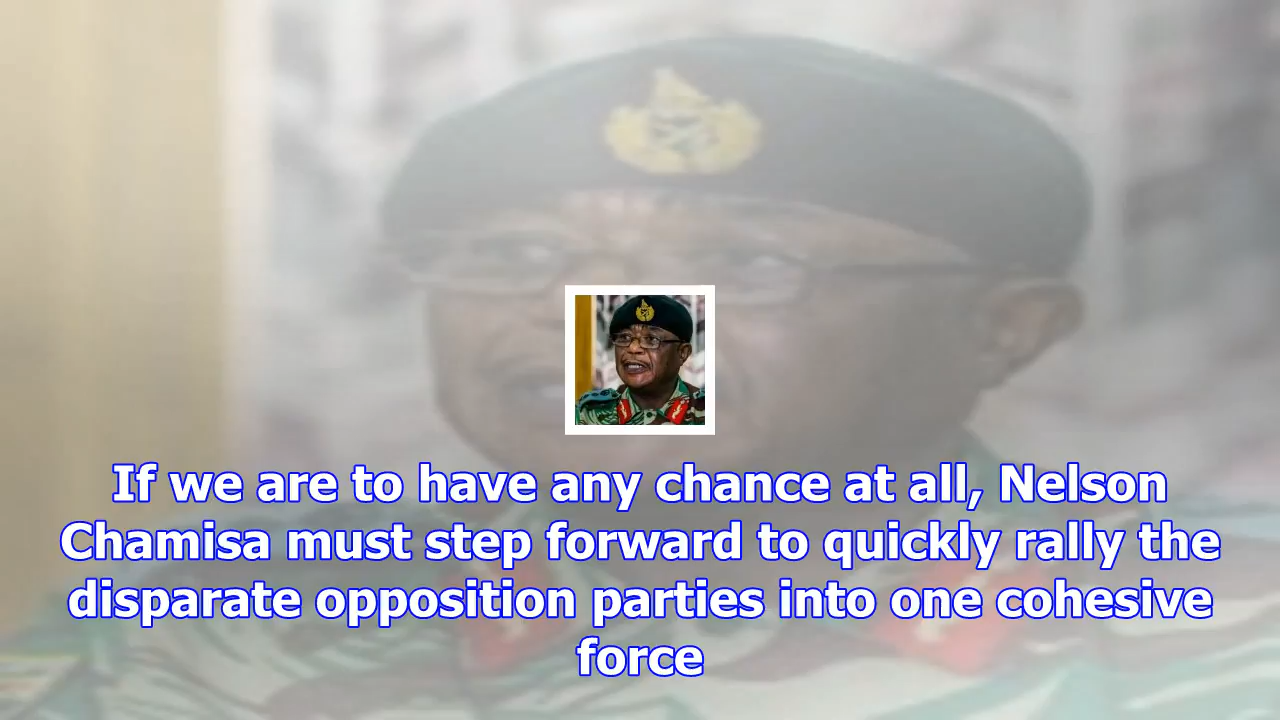 If we are to have any chance at all, Nelson
Chamisa must step forward to quickly rally the
disparate opposition parties into one cohesive
force